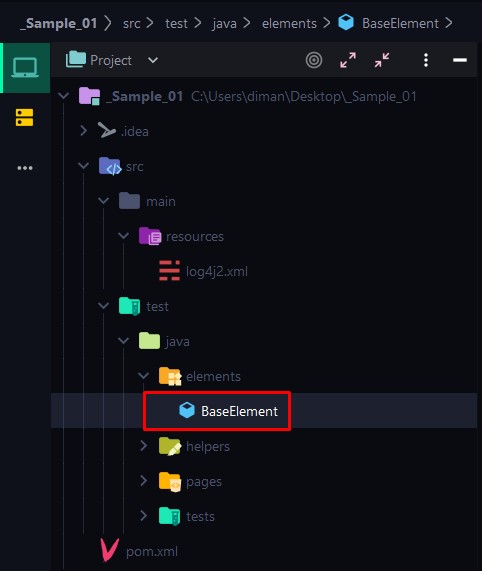 _Sample_01 > src > test > java > elements > BaseElement >
Project
_Sample_01 C:\Users\diman\Desktop\_Sample_01
.idea
src
main
resources
log4j2.xml
test
java
elements
BaseElement
helpers
pages
tests
pom.xml